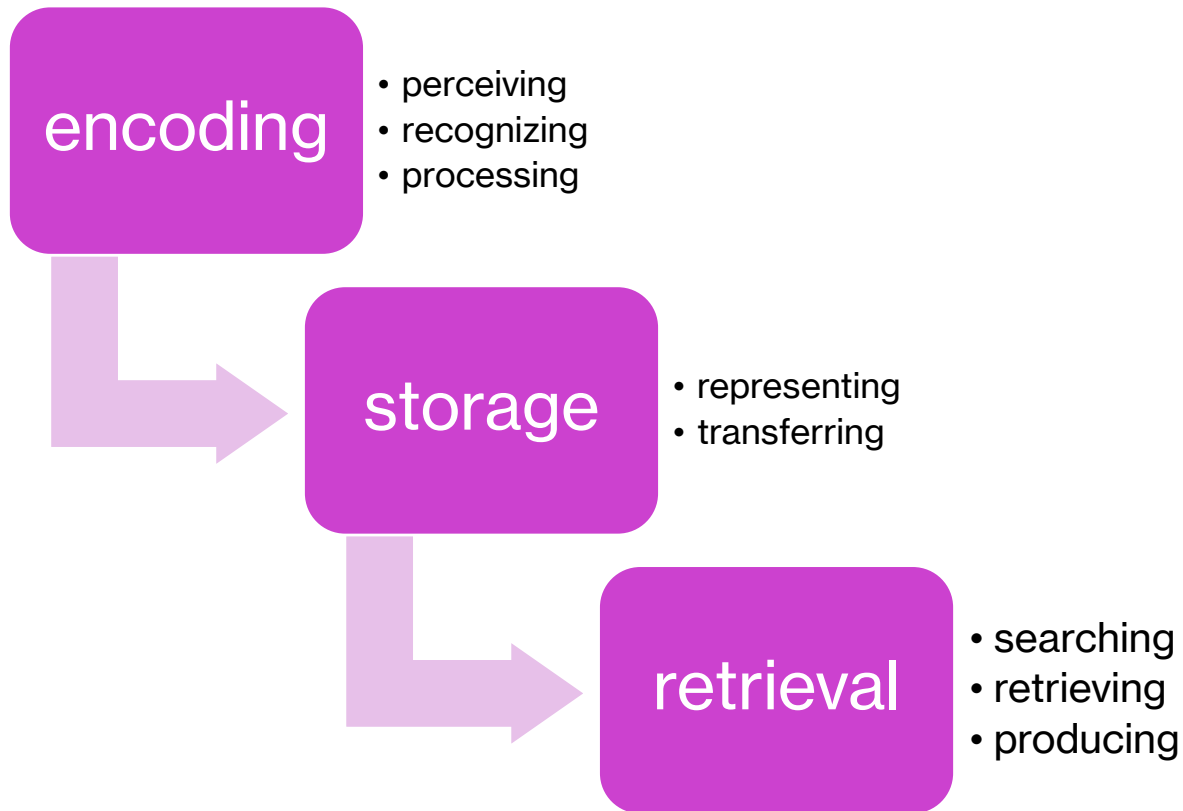 encoding
• perceiving
• recognizing
• processing
storage
• representing
• transferring
retrieval
• searching
• retrieving
• producing